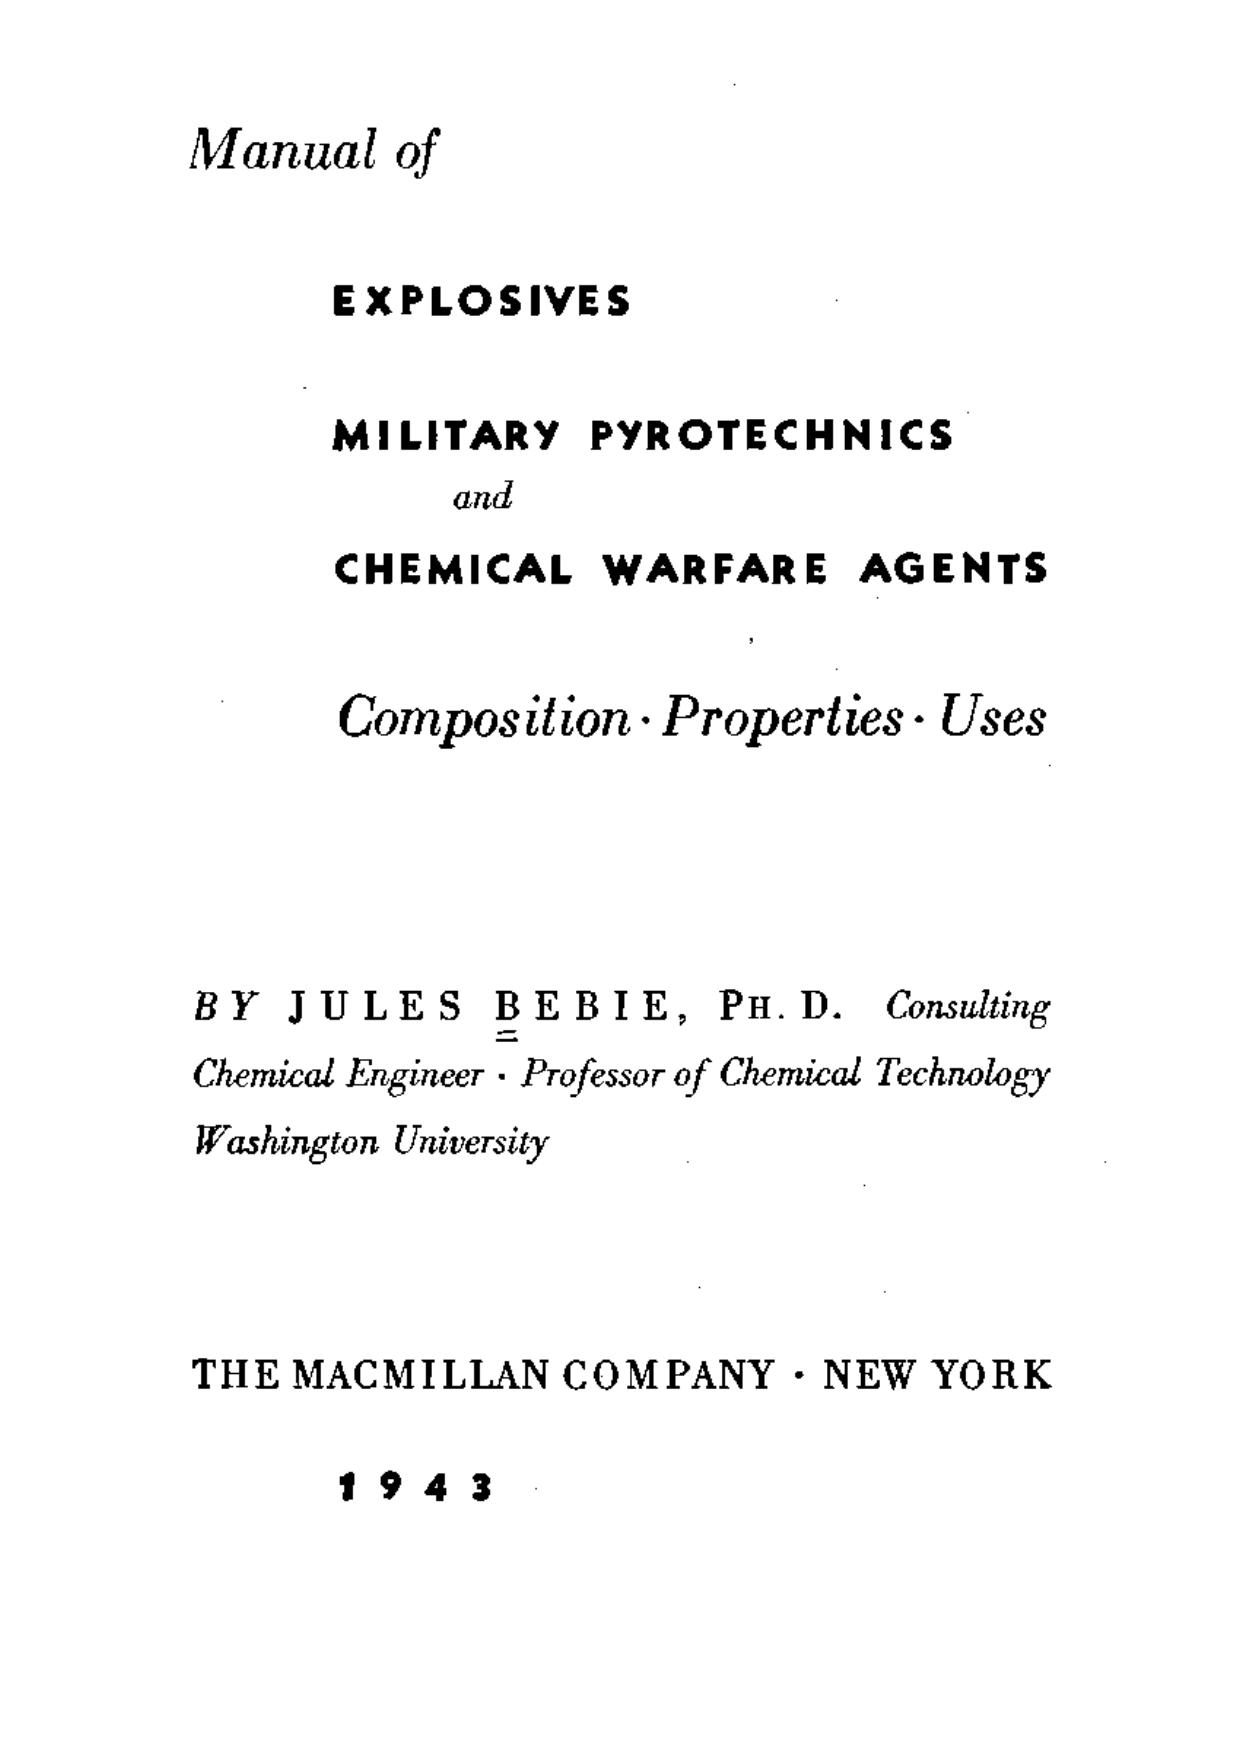 Manual of
EXPLOSIVES
MILITARY PYROTECHNICS
and
CHEMICAL WARFARE AGENTS
Composition · Properties · Uses
BY JULES BEBIE, PH. D. Consulting
Chemical Engineer · Professor of Chemical Technology
Washington University
THE MACMILLAN COMPANY · NEW YORK
1943